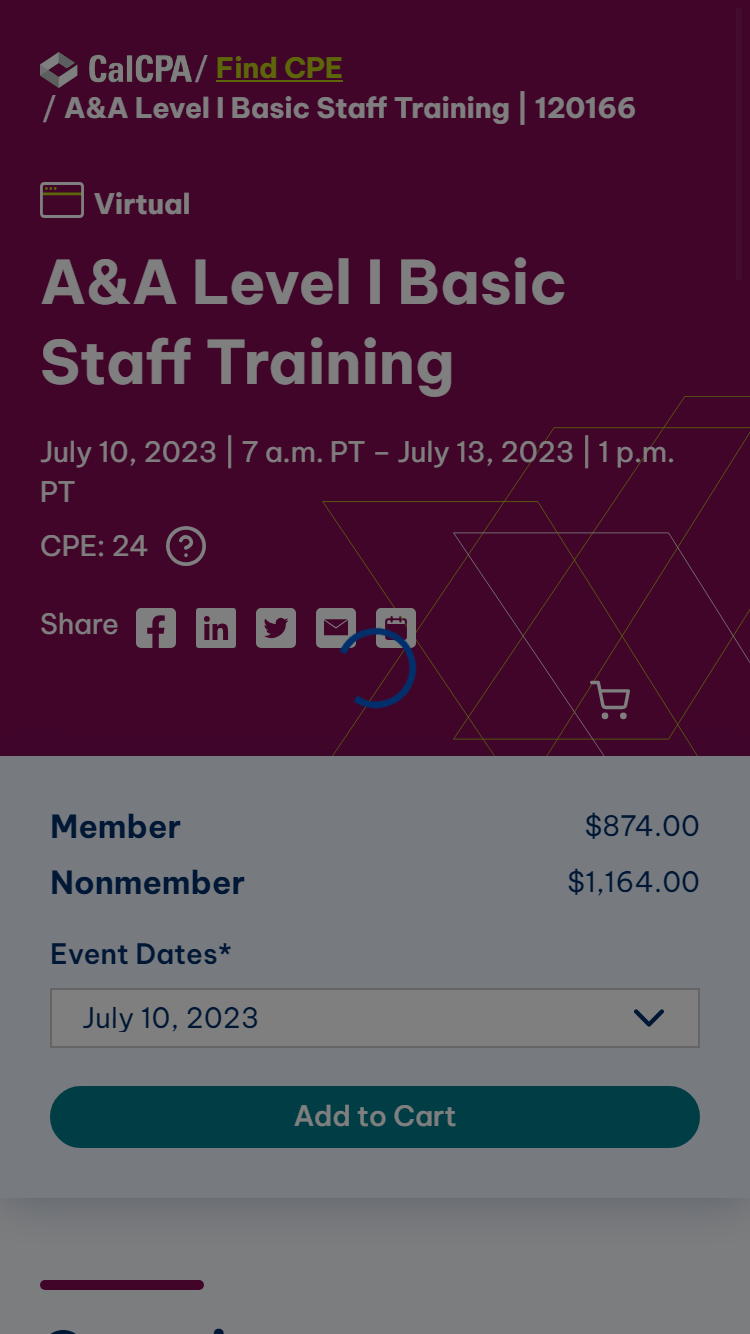 CalCPA / Find CPE
/ A&A Level I Basic Staff Training | 120166
Virtual
A&A Level I Basic
Staff Training
July 10, 2023 | 7 a.m. PT – July 13, 2023 | 1 p.m.
PT
CPE: 24 ?
Share
Member $874.00
Nonmember $1,164.00
Event Dates*
July 10, 2023
Add to Cart